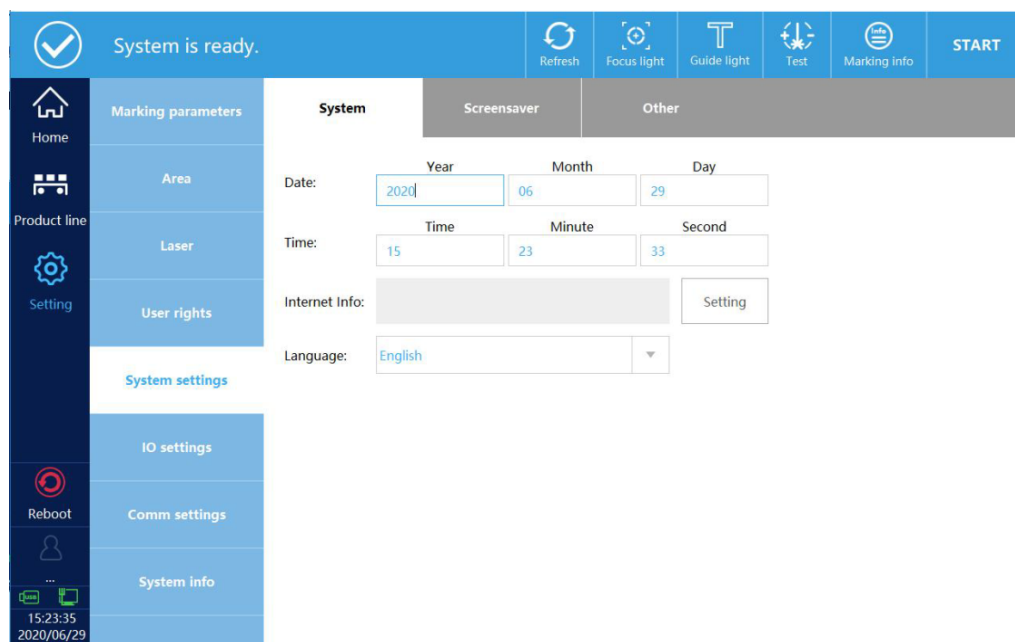 System is ready.
Refresh
Focus light
Guide light
Test
Info
Marking info
START
Home
Product line
Setting
Reboot
...
USB
15:23:35
2020/06/29
Marking parameters
Area
Laser
User rights
System settings
IO settings
Comm settings
System info
System Screensaver Other
Year Month Day
Date: 2020 06 29
Time Minute Second
Time: 15 23 33
Internet Info: Setting
Language: English